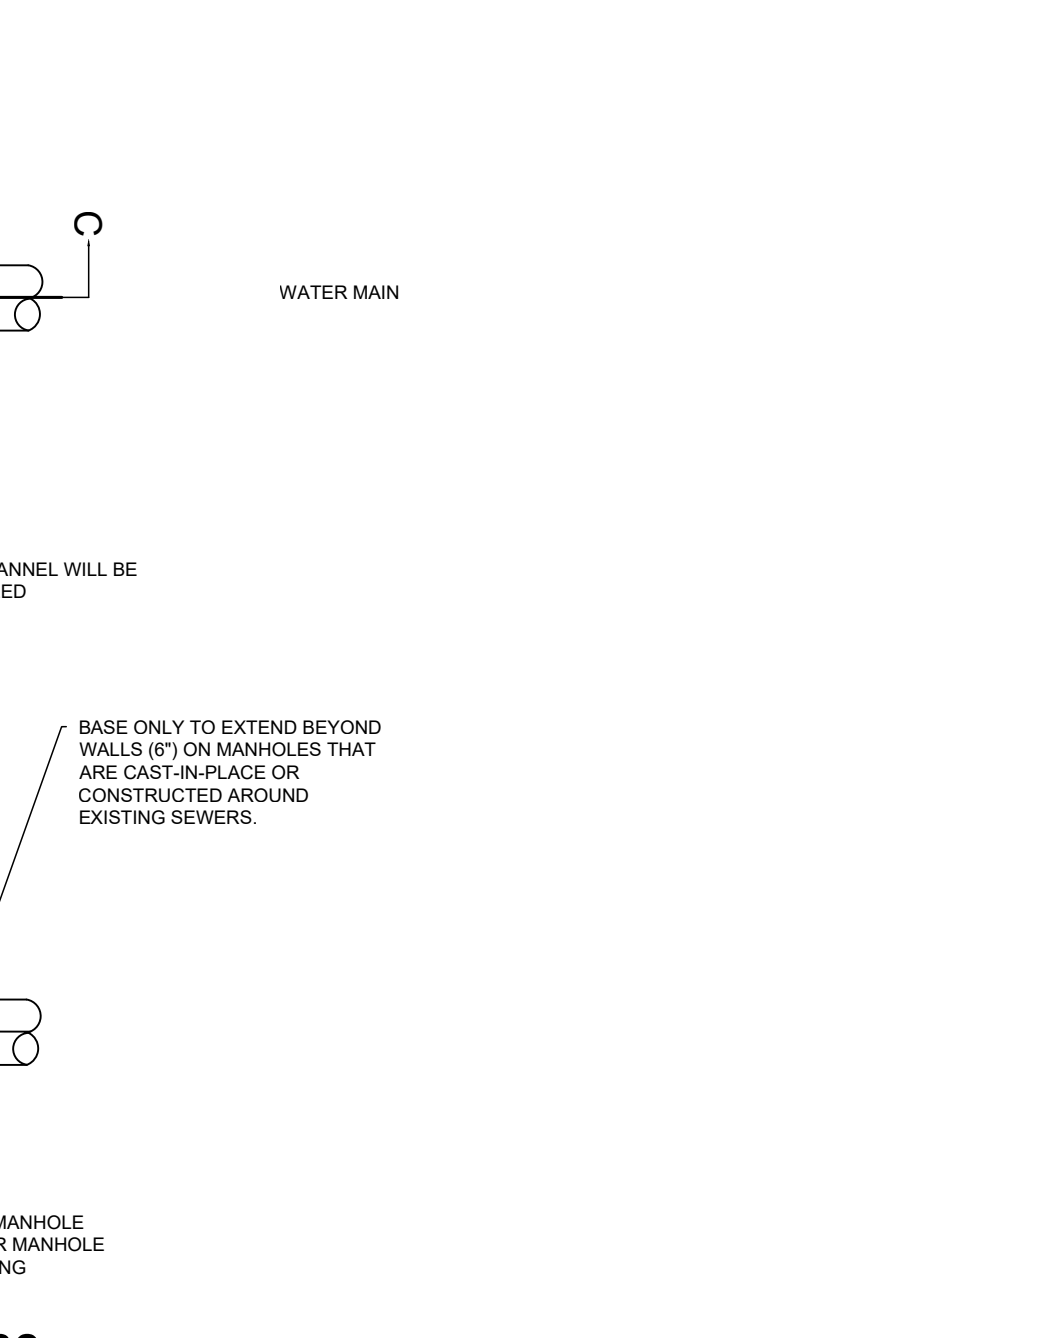 C
WATER MAIN
ANNEL WILL BE
ED
BASE ONLY TO EXTEND BEYOND
WALLS (6") ON MANHOLES THAT
ARE CAST-IN-PLACE OR
CONSTRUCTED AROUND
EXISTING SEWERS.
MANHOLE
R MANHOLE
NG